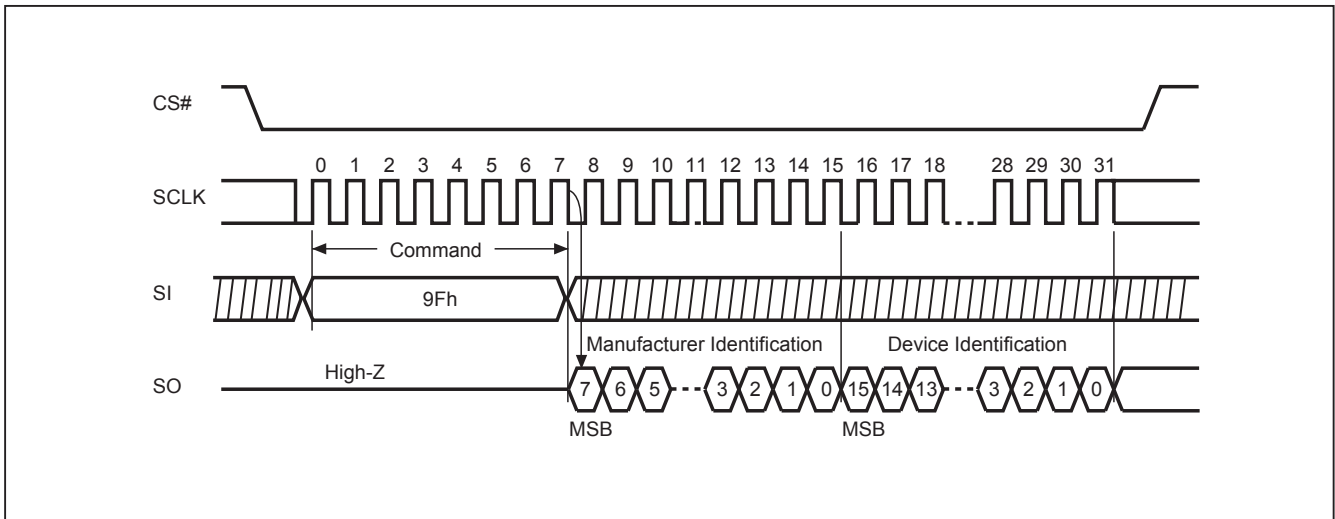 CS#
0 1 2 3 4 5 6 7 8 9 10 11 12 13 14 15 16 17 18 28 29 30 31
SCLK
Command
SI
9Fh
Manufacturer Identification Device Identification
High-Z
SO
7 6 5 3 2 1 0 15 14 13 3 2 1 0
MSB MSB